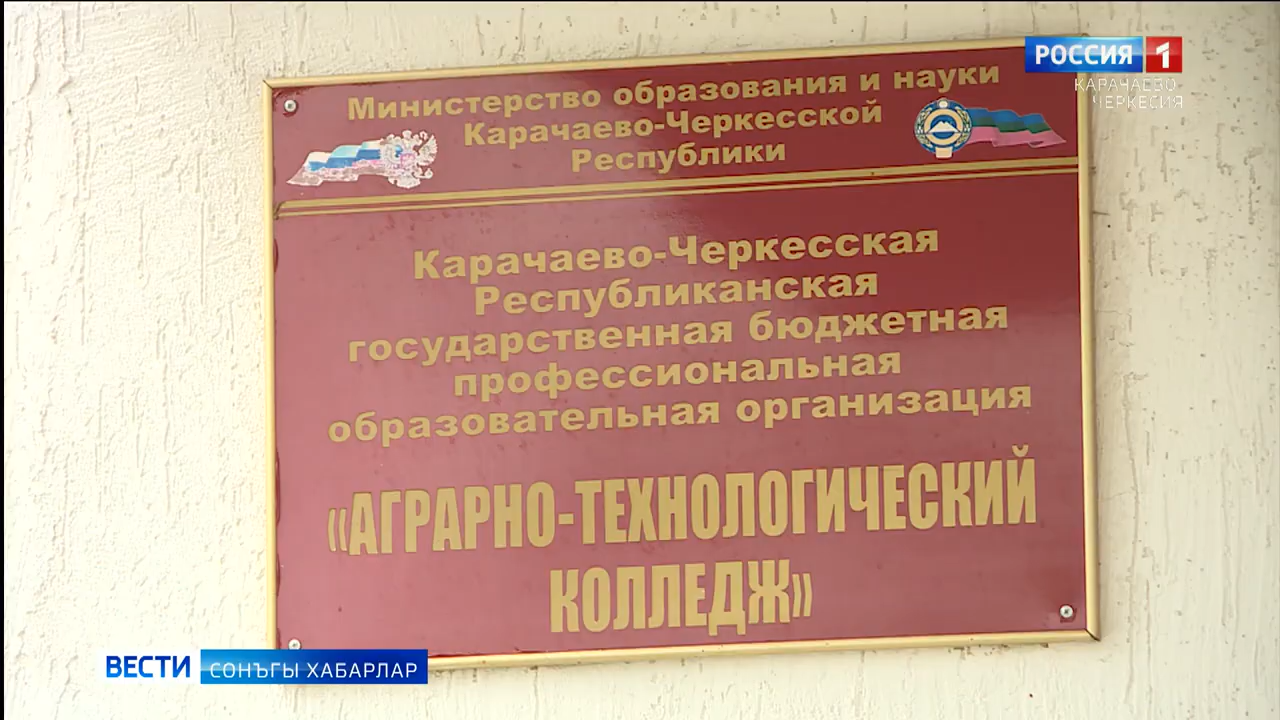 РОССИЯ 1
КАРАЧАЕВО-
ЧЕРКЕСИЯ
Министерство образования и науки
Карачаево-Черкесской
Республики
Карачаево-Черкесская
Республиканская
государственная бюджетная
профессиональная
образовательная организация
«АГРАРНО-ТЕХНОЛОГИЧЕСКИЙ
КОЛЛЕДЖ»
ВЕСТИ СОНЪГЫ ХАБАРЛАР